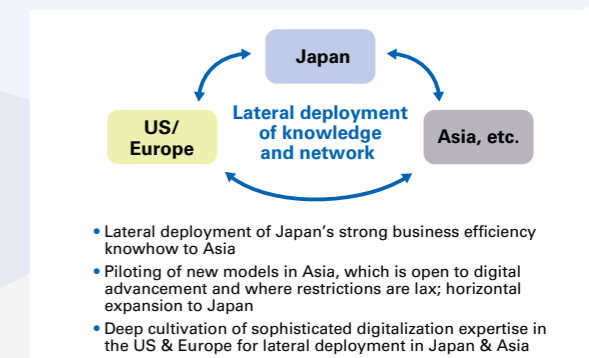 Japan
US/
Europe
Lateral deployment
of knowledge
and network
Asia, etc.
• Lateral deployment of Japan's strong business efficiency
knowhow to Asia
• Piloting of new models in Asia, which is open to digital
advancement and where restrictions are lax; horizontal
expansion to Japan
• Deep cultivation of sophisticated digitalization expertise in
the US & Europe for lateral deployment in Japan & Asia